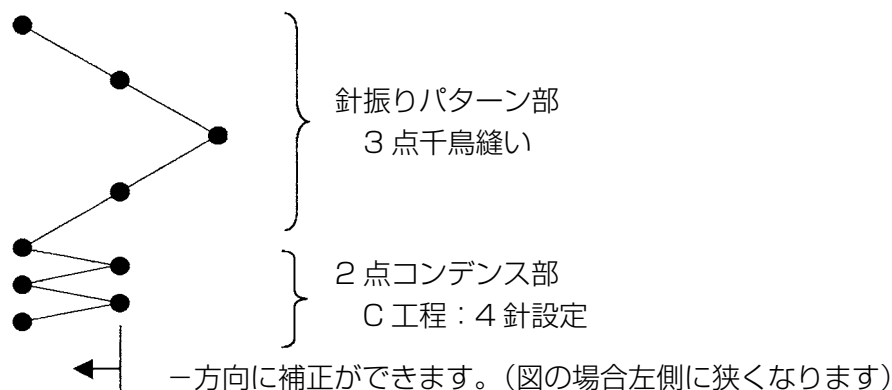 針振りパターン部
３点千鳥縫い
２点コンデンス部
C 工程：４針設定
－方向に補正ができます。（図の場合左側に狭くなります）